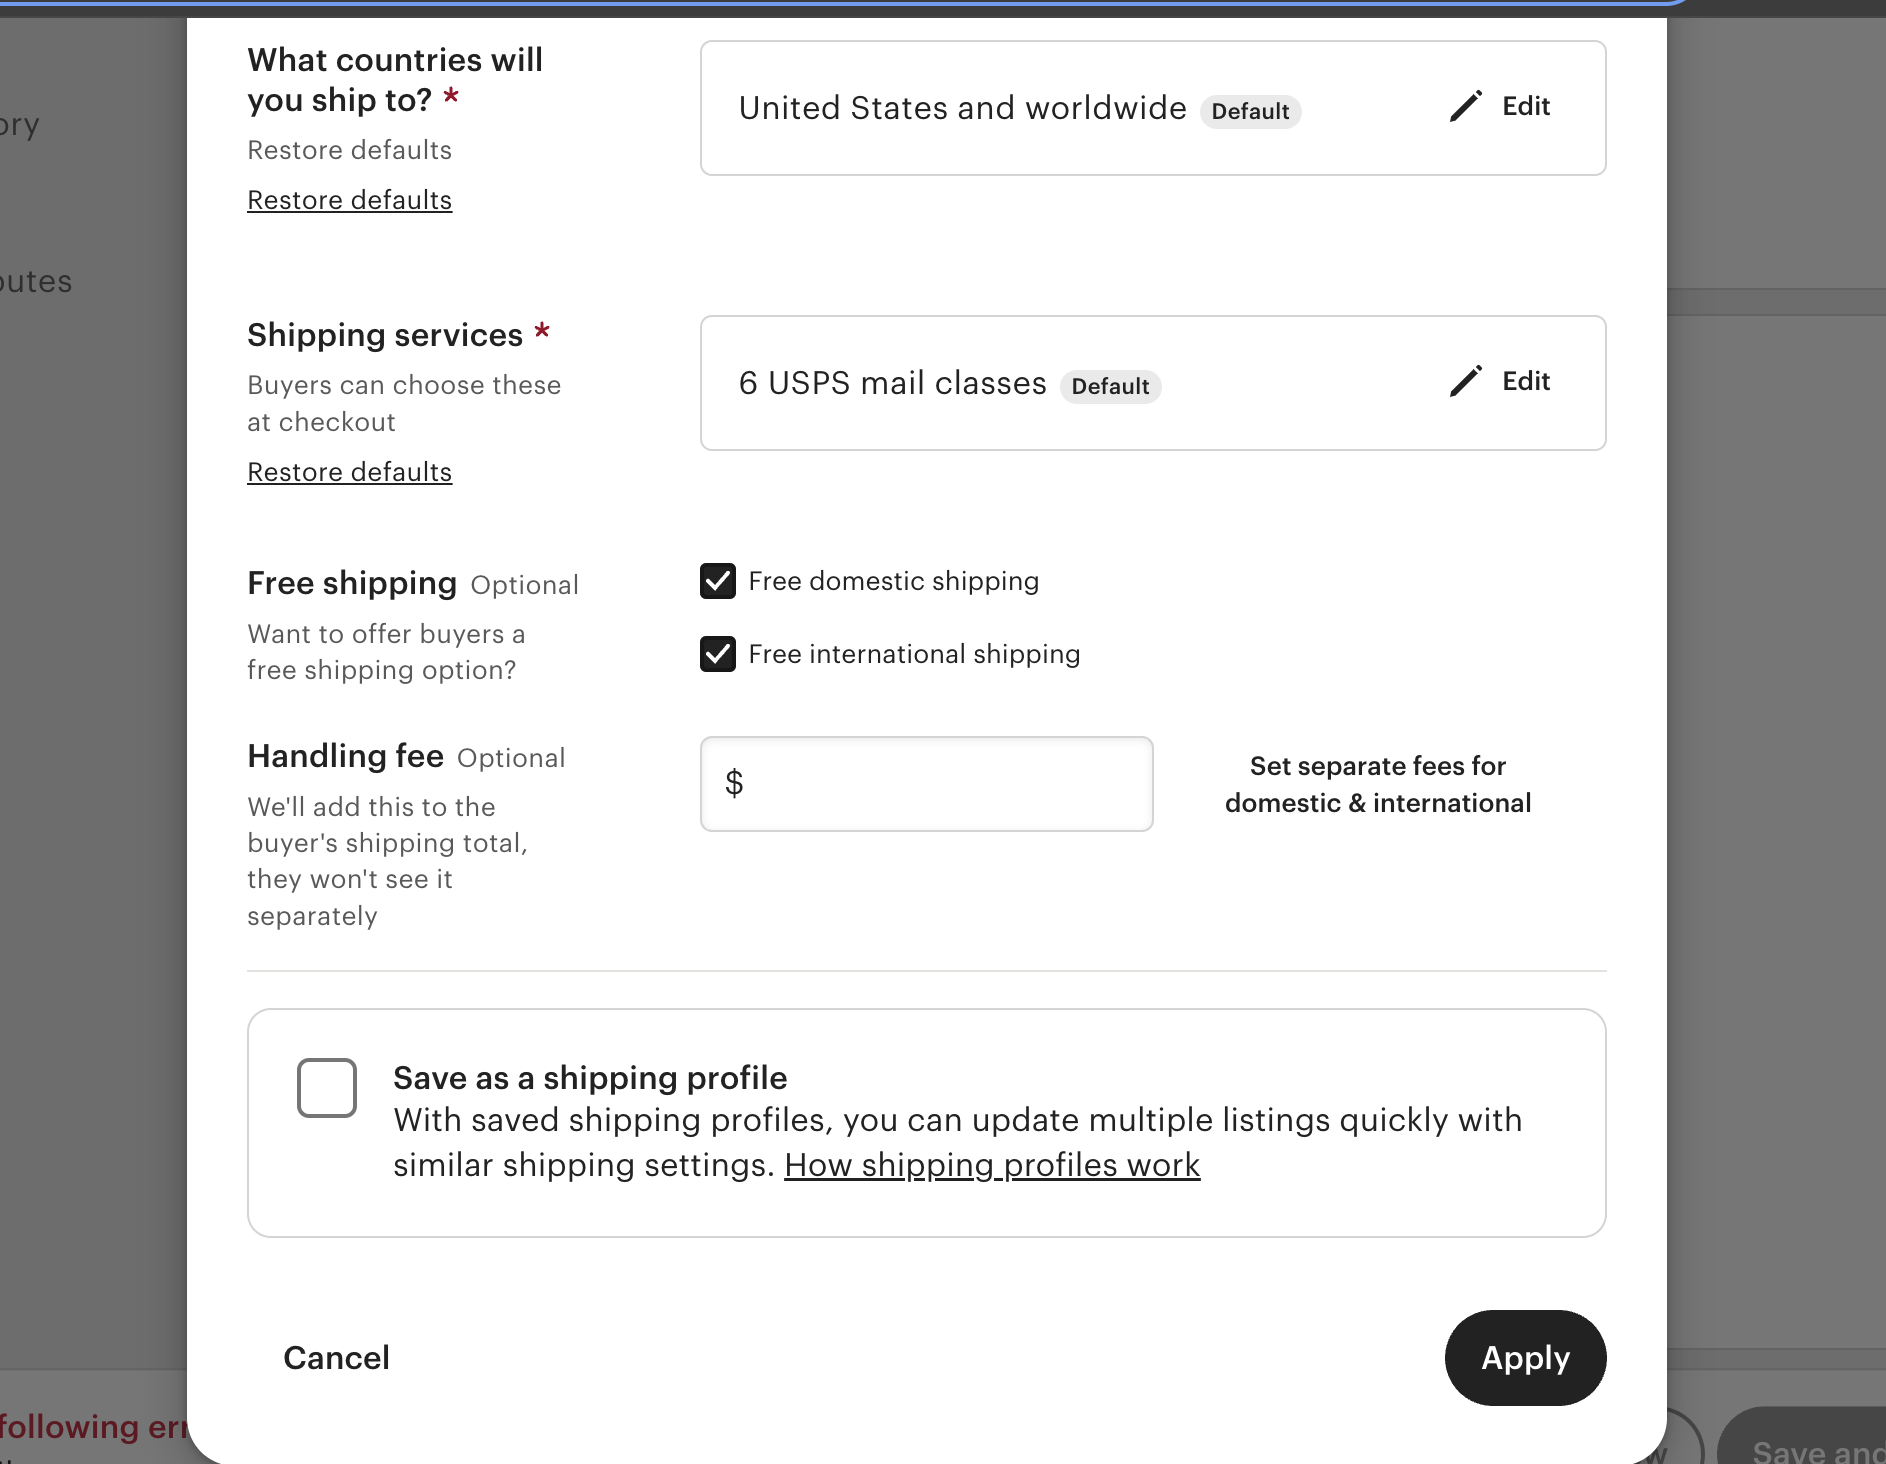 What countries will
you ship to? *
Restore defaults
Restore defaults
United States and worldwide Default
Edit
Shipping services *
Buyers can choose these
at checkout
Restore defaults
6 USPS mail classes Default
Edit
Free shipping Optional
Want to offer buyers a
free shipping option?
Free domestic shipping
Free international shipping
Handling fee Optional
We'll add this to the
buyer's shipping total,
they won't see it
separately
$
Set separate fees for
domestic & international
Save as a shipping profile
With saved shipping profiles, you can update multiple listings quickly with
similar shipping settings. How shipping profiles work
Cancel
Apply
ory
outes
following
Save and